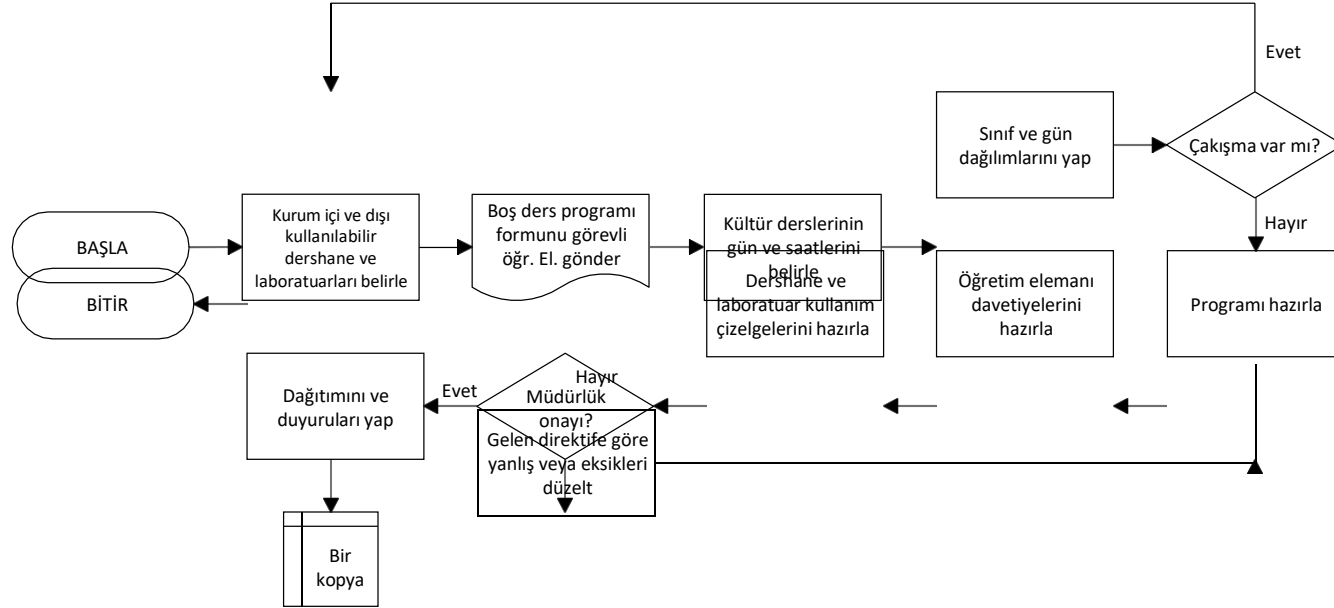 Evet
Sınıf ve gün
dağılımlarını yap
Çakışma var mı?
Hayır
BAŞLA
Kurum içi ve dışı
kullanılabilir
dershane ve
laboratuarları belirle
Boş ders programı
formunu görevli
öğr. El. gönder
Kültür derslerinin
gün ve saatlerini
belirle
Dershane ve
laboratuar kullanım
çizelgelerini hazırla
Öğretim elemanı
davetiyelerini
hazırla
Programı hazırla
BİTİR
Dağıtımını ve
duyuruları yap
Evet
Hayır
Müdürlük
onayı?
Gelen direktife göre
yanlış veya eksikleri
düzelt
Bir
kopya